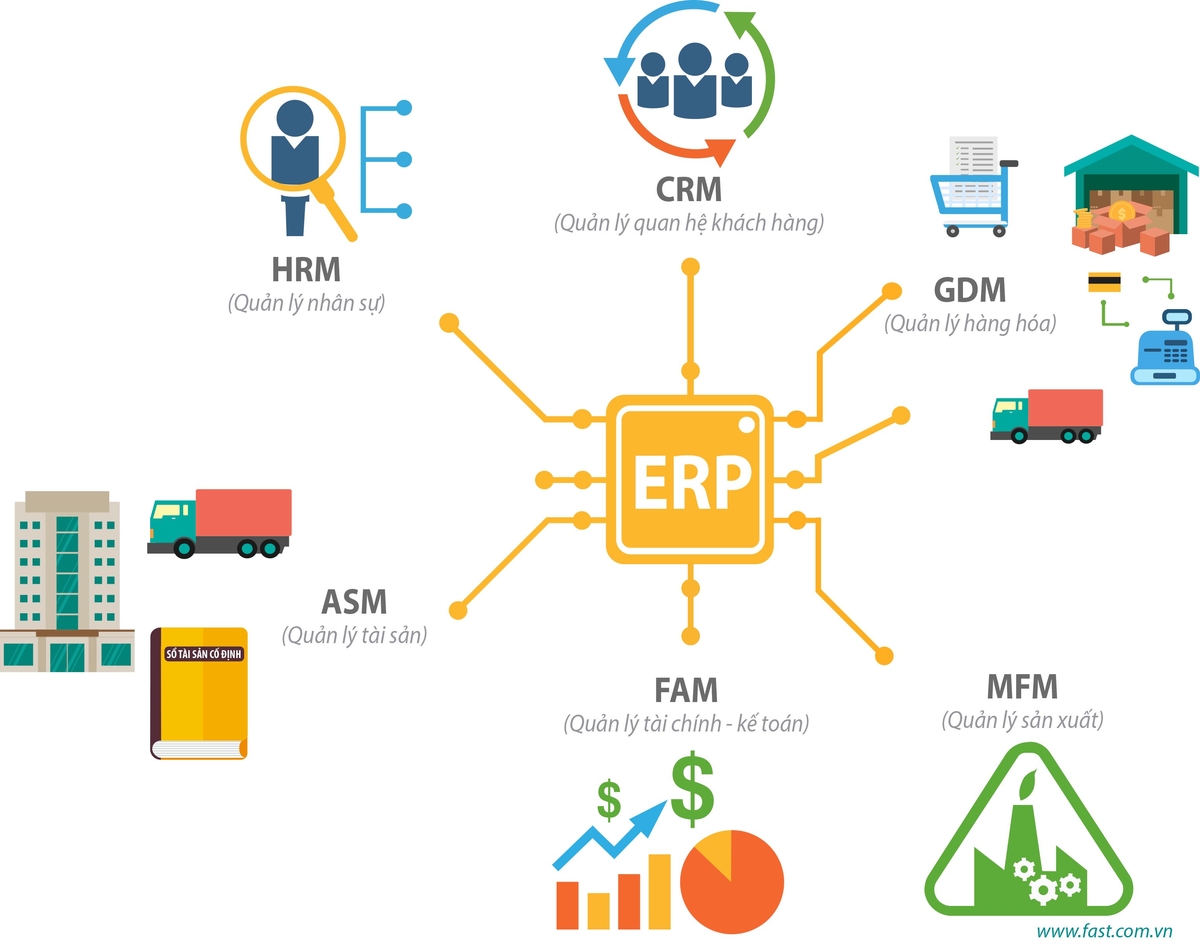 CRM
(Quản lý quan hệ khách hàng)
HRM
(Quản lý nhân sự)
GDM
(Quản lý hàng hóa)
$
ERP
ASM
(Quản lý tài sản)
SỔ TÀI SẢN CỐ ĐỊNH
FAM
(Quản lý tài chính - kế toán)
MFM
(Quản lý sản xuất)
$
$
www.fast.com.vn